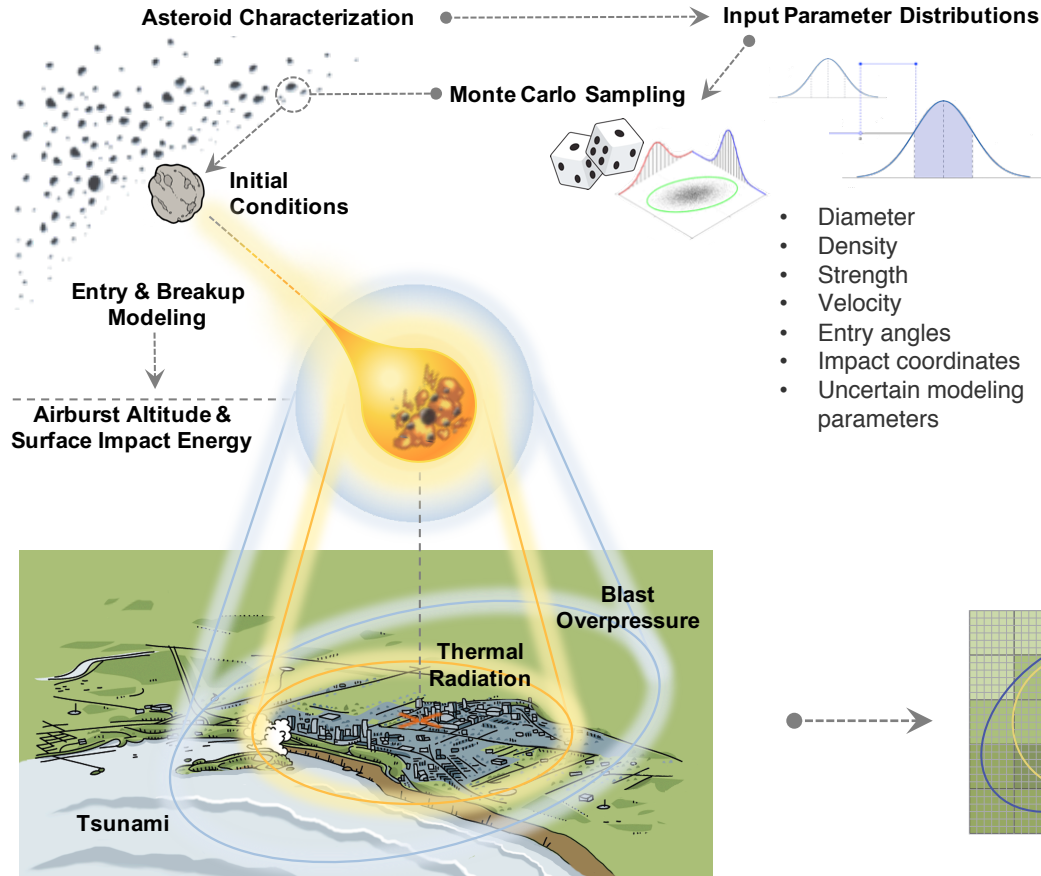 Asteroid Characterization
Input Parameter Distributions
Monte Carlo Sampling
Initial
Conditions
• Diameter
• Density
• Strength
• Velocity
• Entry angles
• Impact coordinates
• Uncertain modeling
parameters
Entry & Breakup
Modeling
Airburst Altitude &
Surface Impact Energy
Blast
Overpressure
Thermal
Radiation
Tsunami